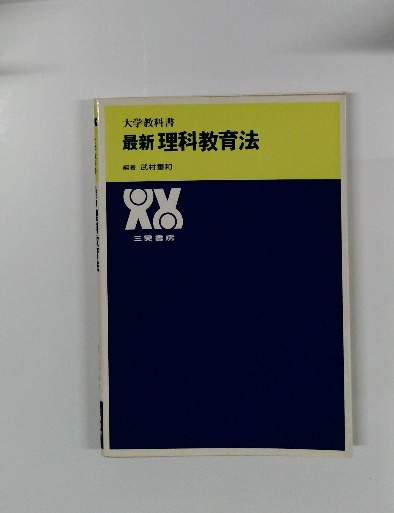 大学教科書
最新 理科教育法
編著 武村重和
三晃書房